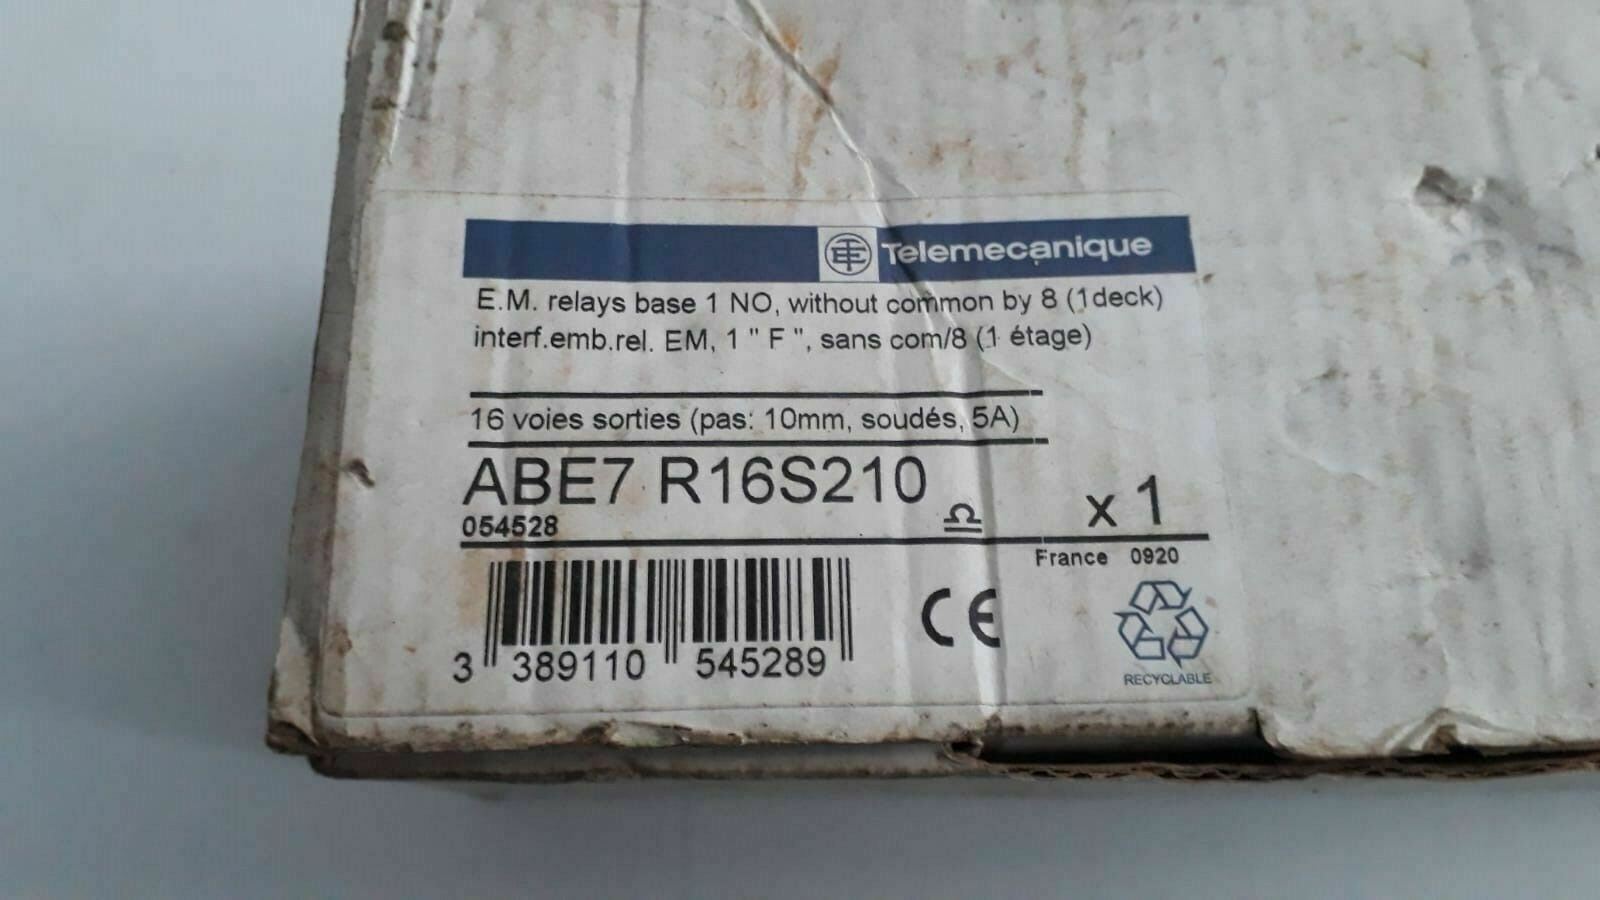 Telemecanique
E.M. relays base 1 NO, without common by 8 (1deck)
interf.emb.rel. EM, 1 " F ", sans com/8 (1 étage)
16 voies sorties (pas: 10mm, soudés, 5A)
ABE7 R16S210
x 1
054528
France 0920
3 389110 545289
CE
RECYCLABLE